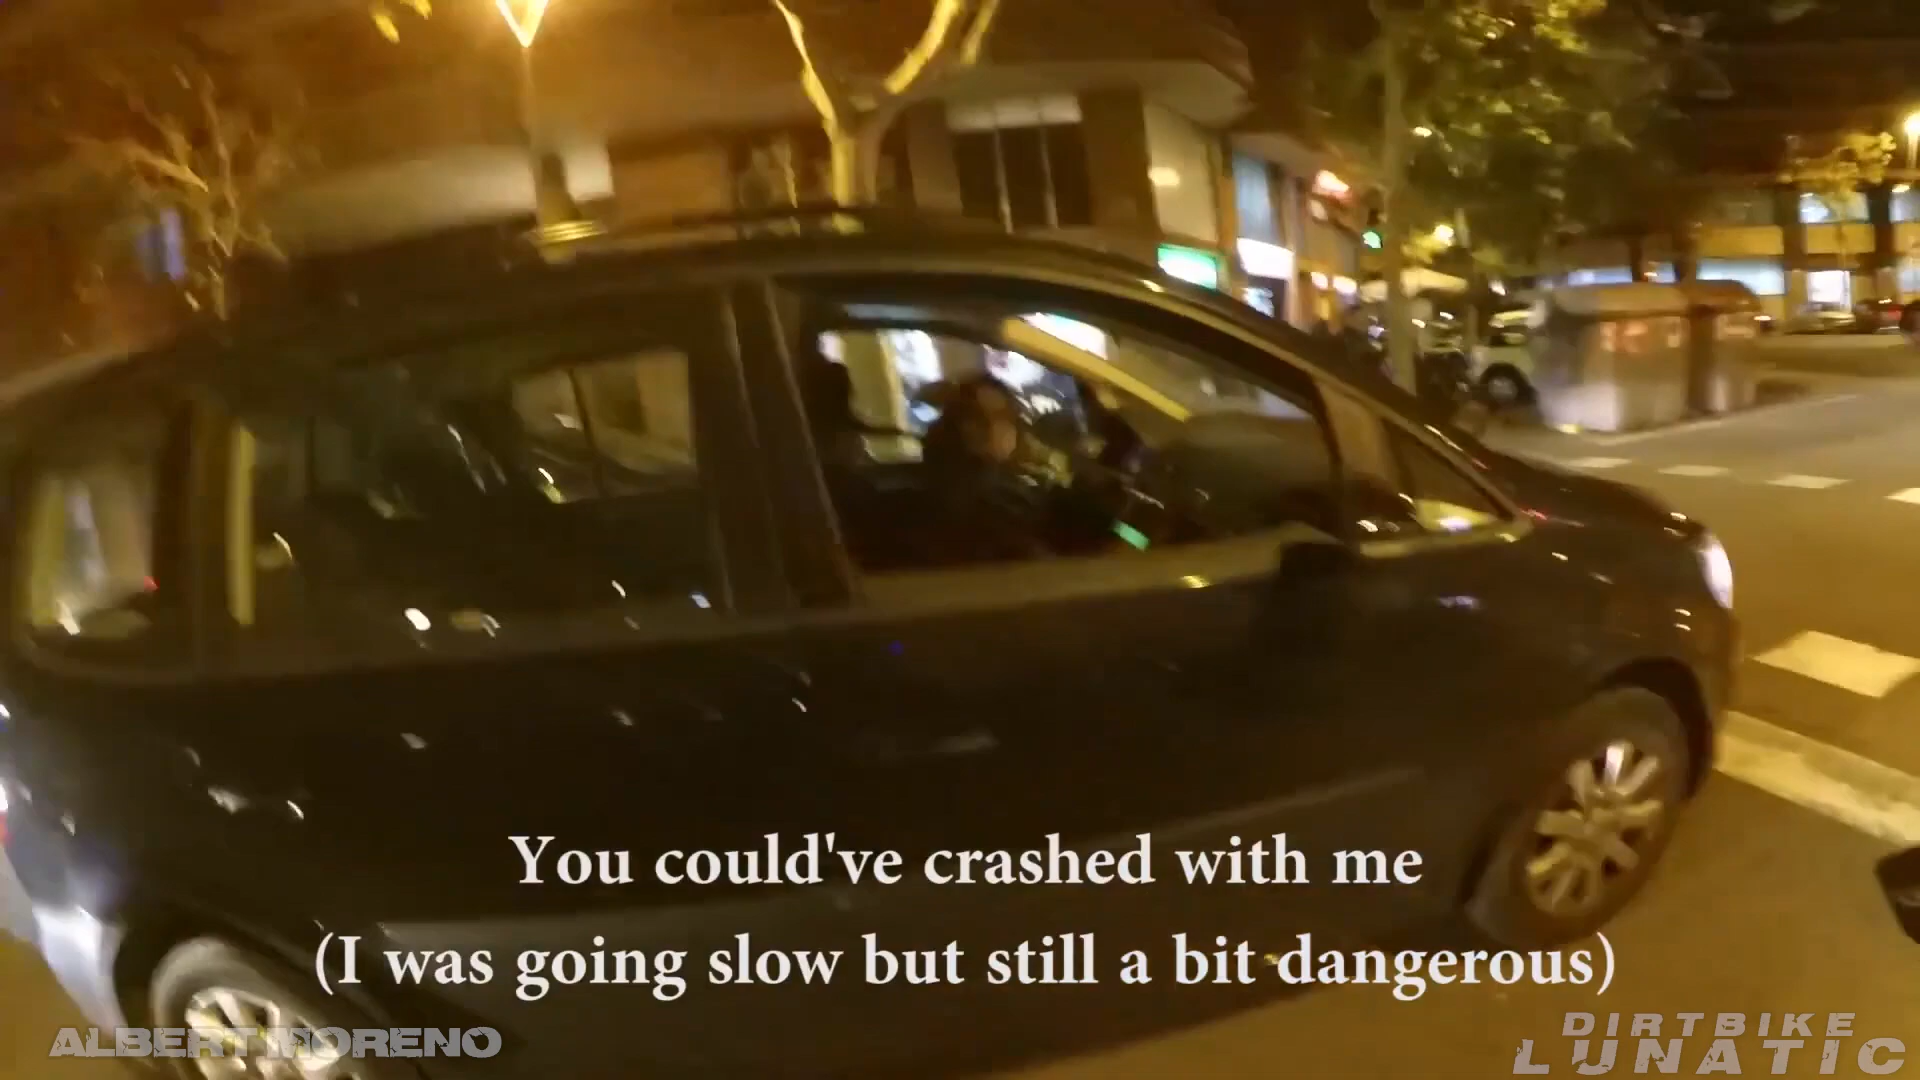 You could've crashed with me
(I was going slow but still a bit dangerous)
ALBERT MORENO
DIRTBIKE
LUNATIC